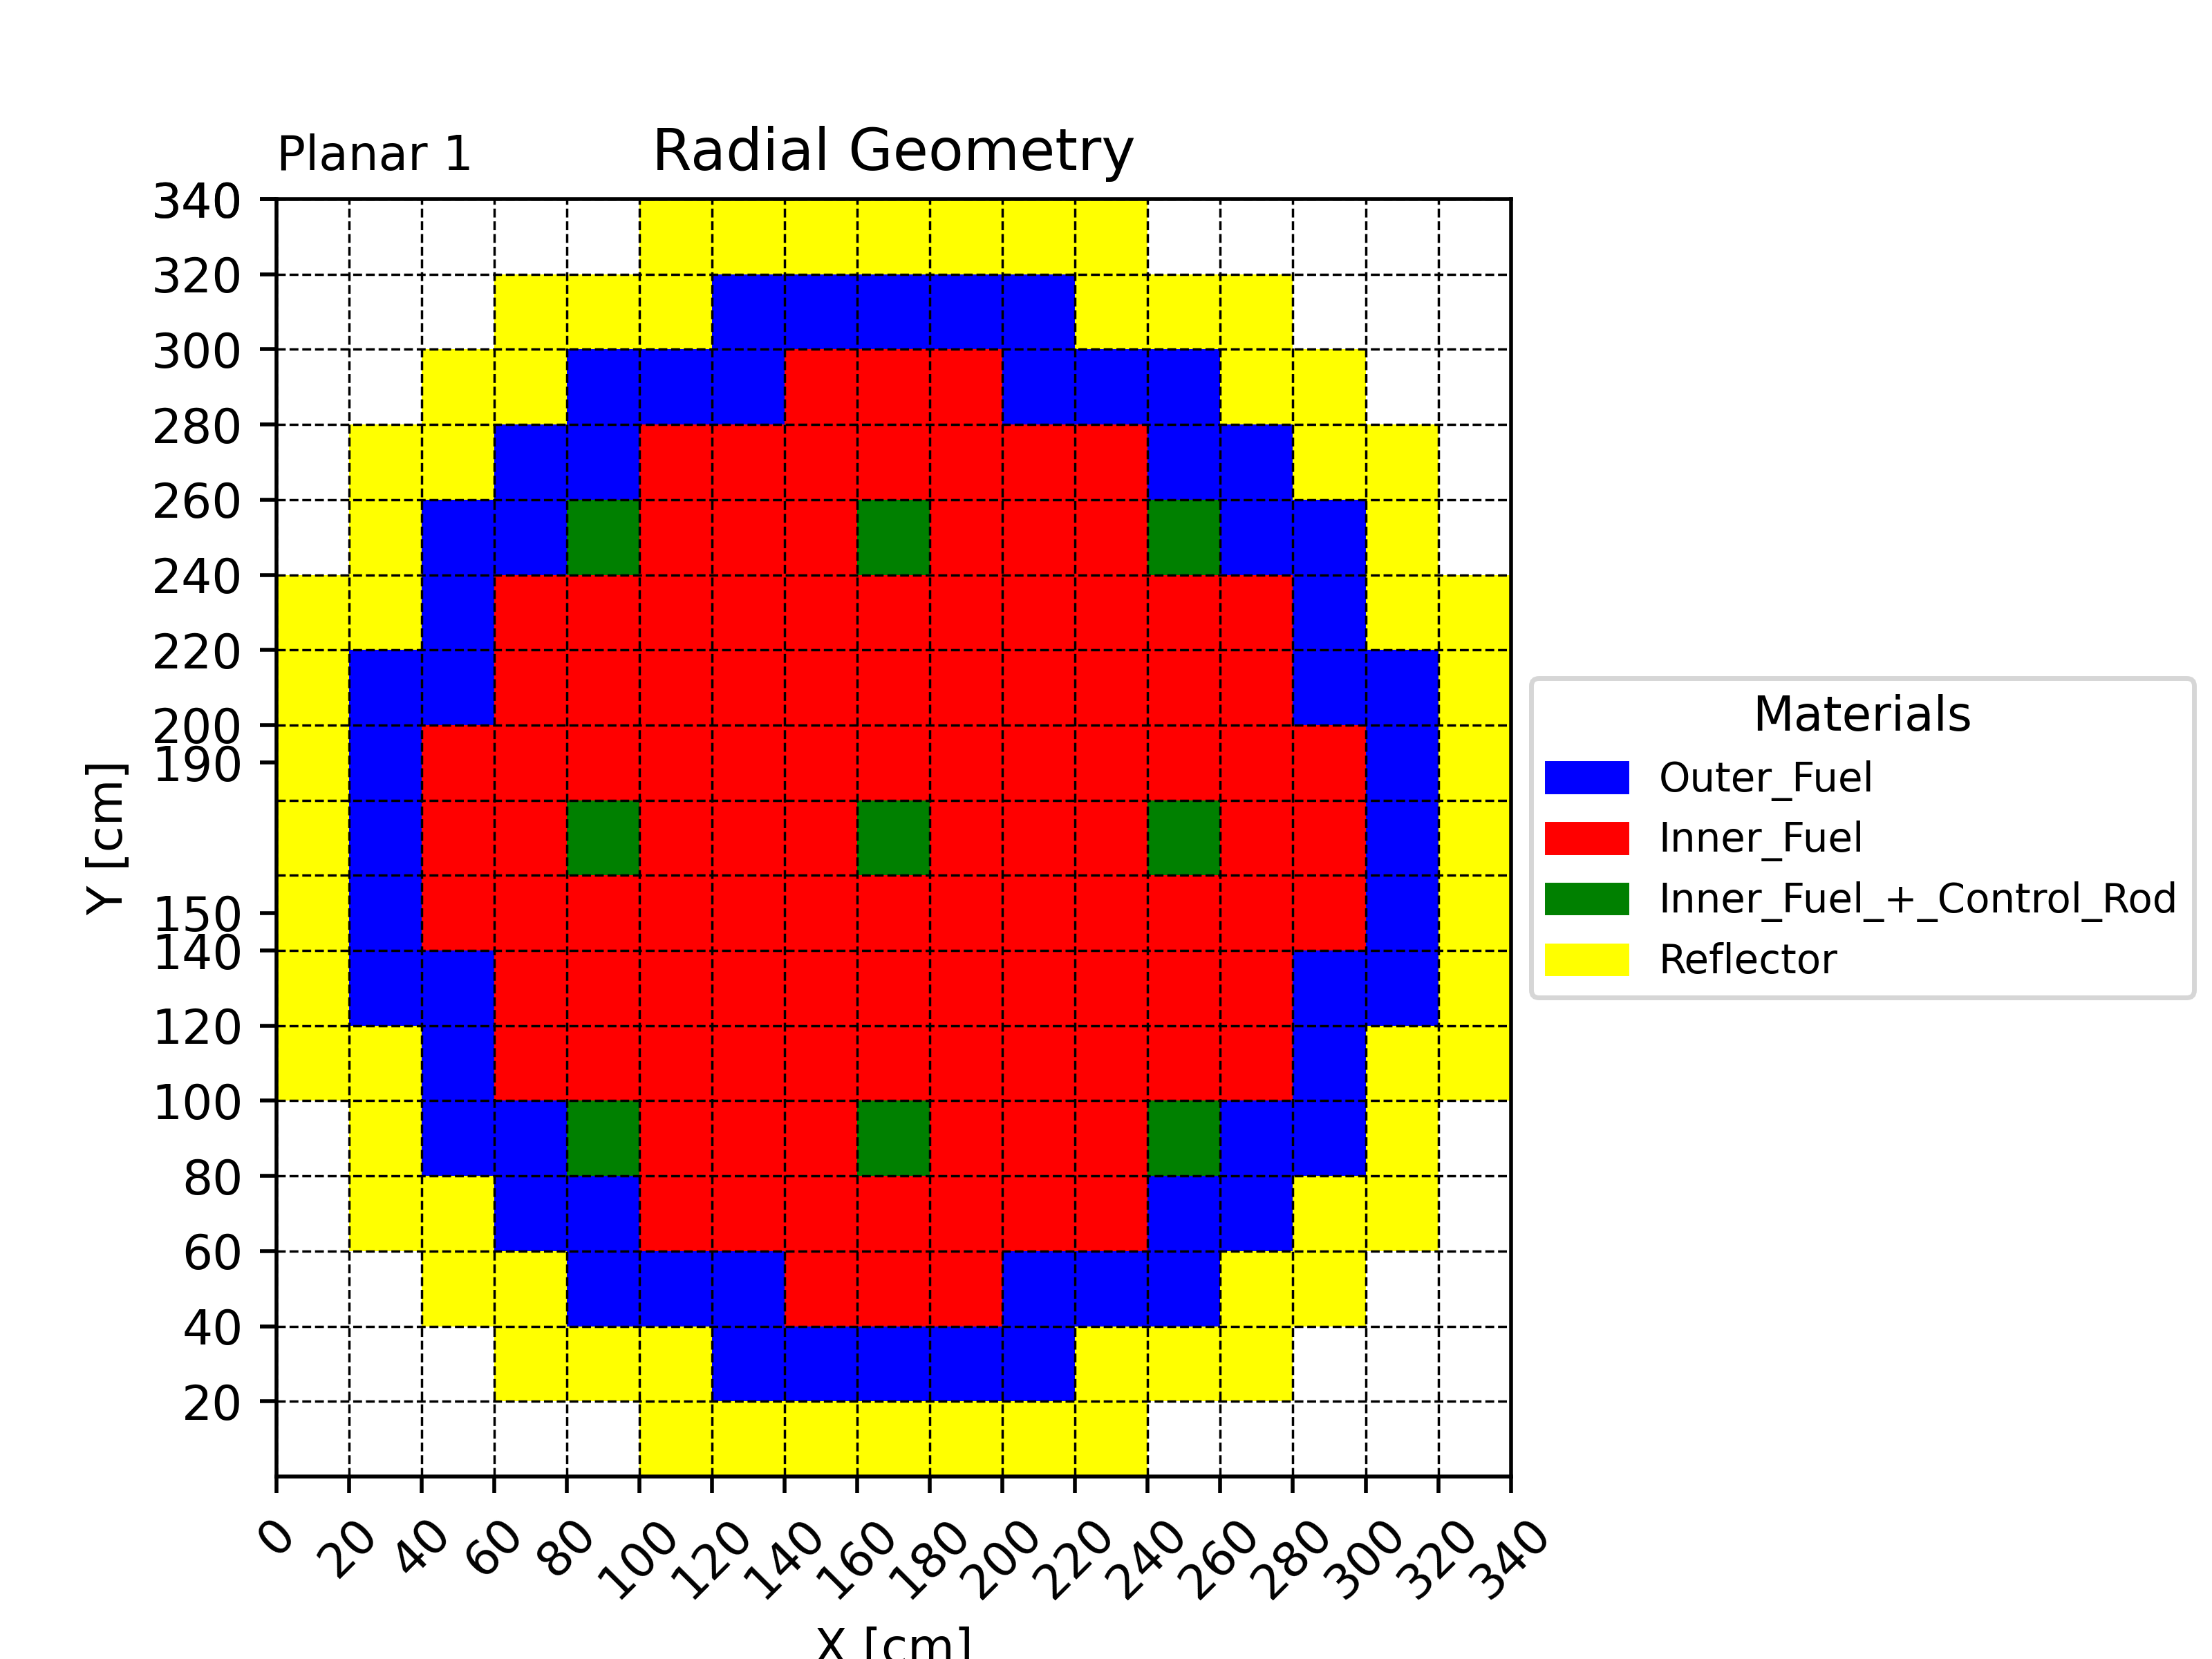 Planar 1
Radial Geometry
340
320
300
280
260
240
220
200
190
150
140
120
100
80
60
40
20
Y [cm]
0 20 40 60 80 100 120 140 160 180 200 220 240 260 280 300 320 340
X [cm]
Materials
Outer_Fuel
Inner_Fuel
Inner_Fuel_+_Control_Rod
Reflector